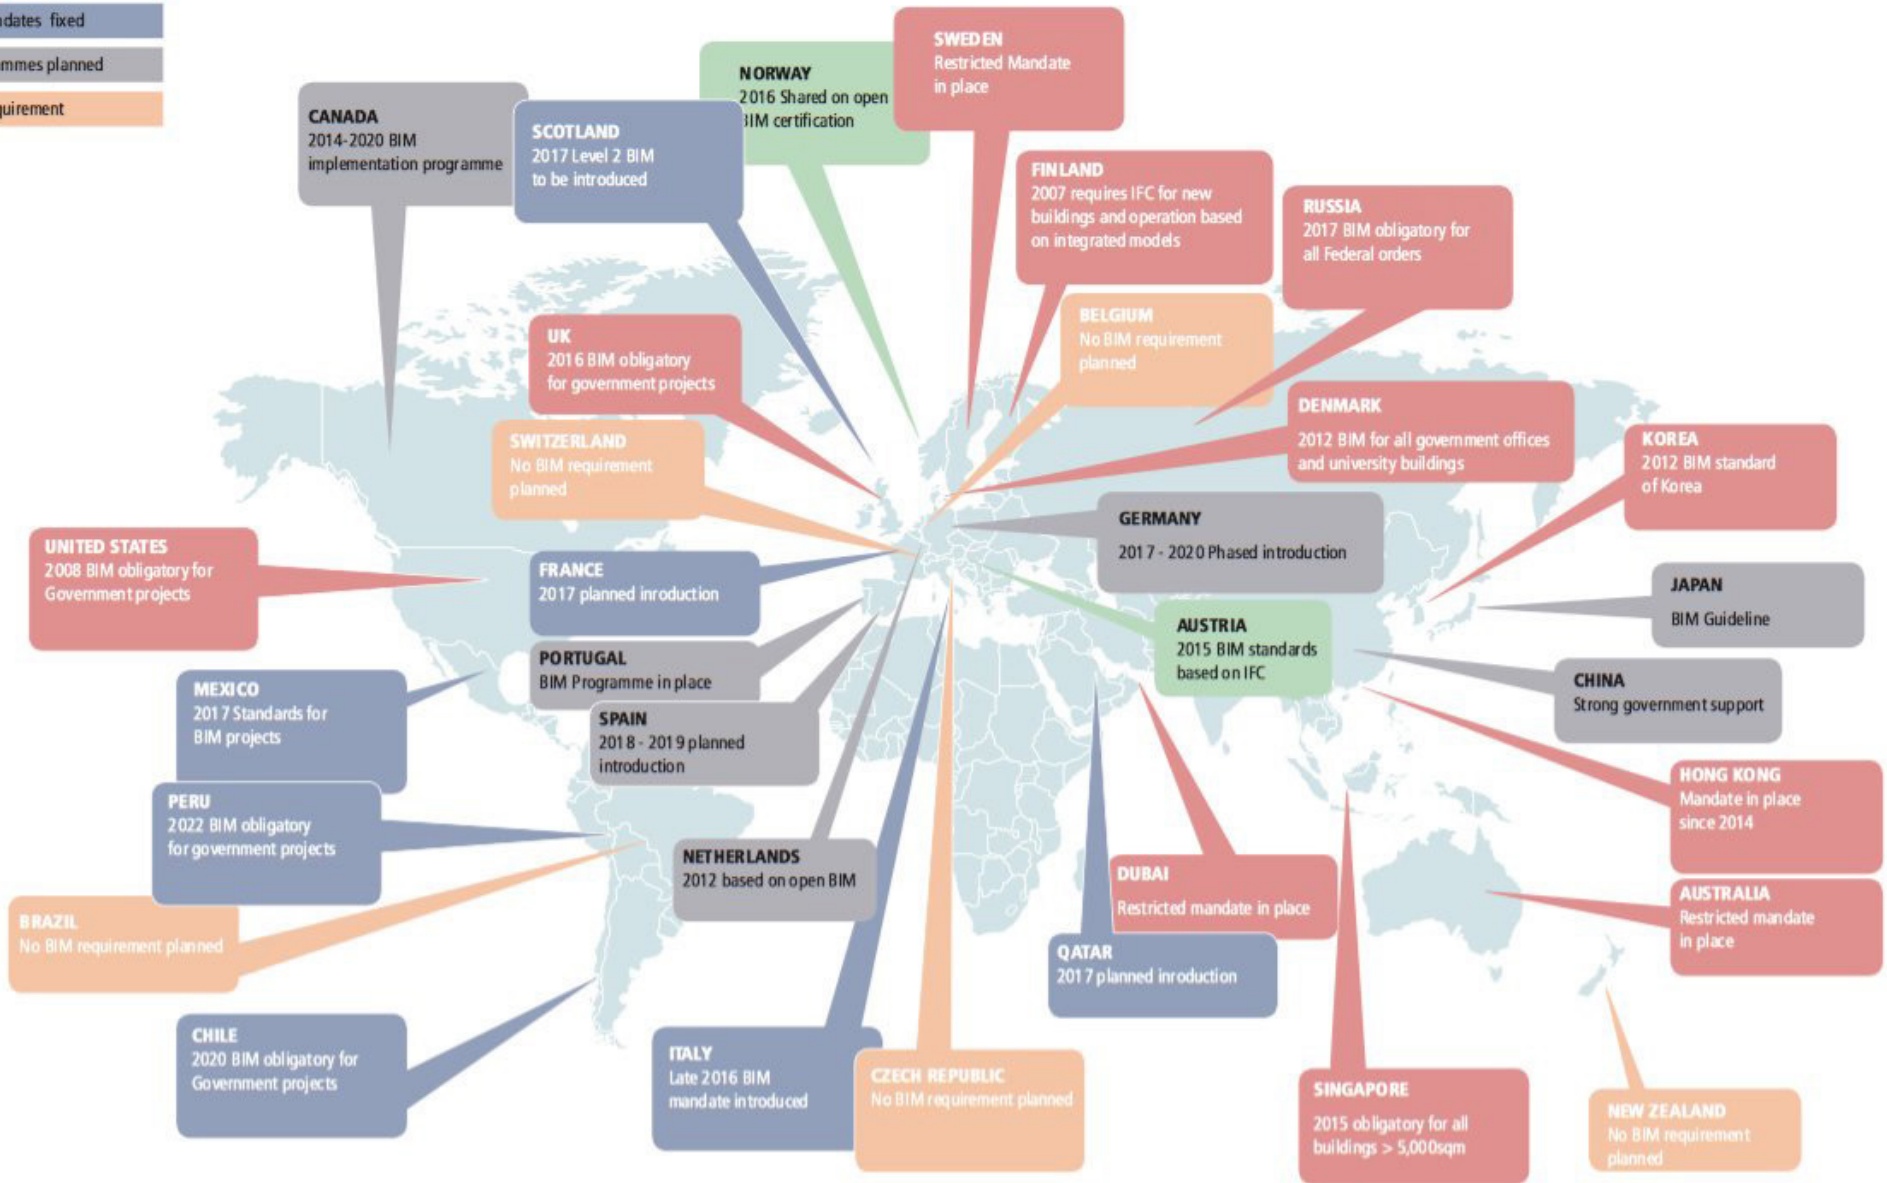 dates fixed
mmes planned
quirement
CANADA
2014-2020 BIM
implementation programme
SCOTLAND
2017 Level 2 BIM
to be introduced
NORWAY
2016 Shared on open
BIM certification
SWEDEN
Restricted Mandate
in place
FINLAND
2007 requires IFC for new
buildings and operation based
on integrated models
RUSSIA
2017 BIM obligatory for
all Federal orders
UK
2016 BIM obligatory
for government projects
BELGIUM
No BIM requirement
planned
SWITZERLAND
No BIM requirement
planned
DENMARK
2012 BIM for all government offices
and university buildings
KOREA
2012 BIM standard
of Korea
UNITED STATES
2008 BIM obligatory for
Government projects
FRANCE
2017 planned inroduction
GERMANY
2017 - 2020 Phased introduction
JAPAN
BIM Guideline
PORTUGAL
BIM Programme in place
AUSTRIA
2015 BIM standards
based on IFC
MEXICO
2017 Standards for
BIM projects
SPAIN
2018 - 2019 planned
introduction
CHINA
Strong government support
PERU
2022 BIM obligatory
for government projects
HONG KONG
Mandate in place
since 2014
NETHERLANDS
2012 based on open BIM
DUBAI
Restricted mandate in place
AUSTRALIA
Restricted mandate
in place
BRAZIL
No BIM requirement planned
QATAR
2017 planned inroduction
CHILE
2020 BIM obligatory for
Government projects
ITALY
Late 2016 BIM
mandate introduced
CZECH REPUBLIC
No BIM requirement planned
SINGAPORE
2015 obligatory for all
buildings > 5,000sqm
NEW ZEALAND
No BIM requirement
planned